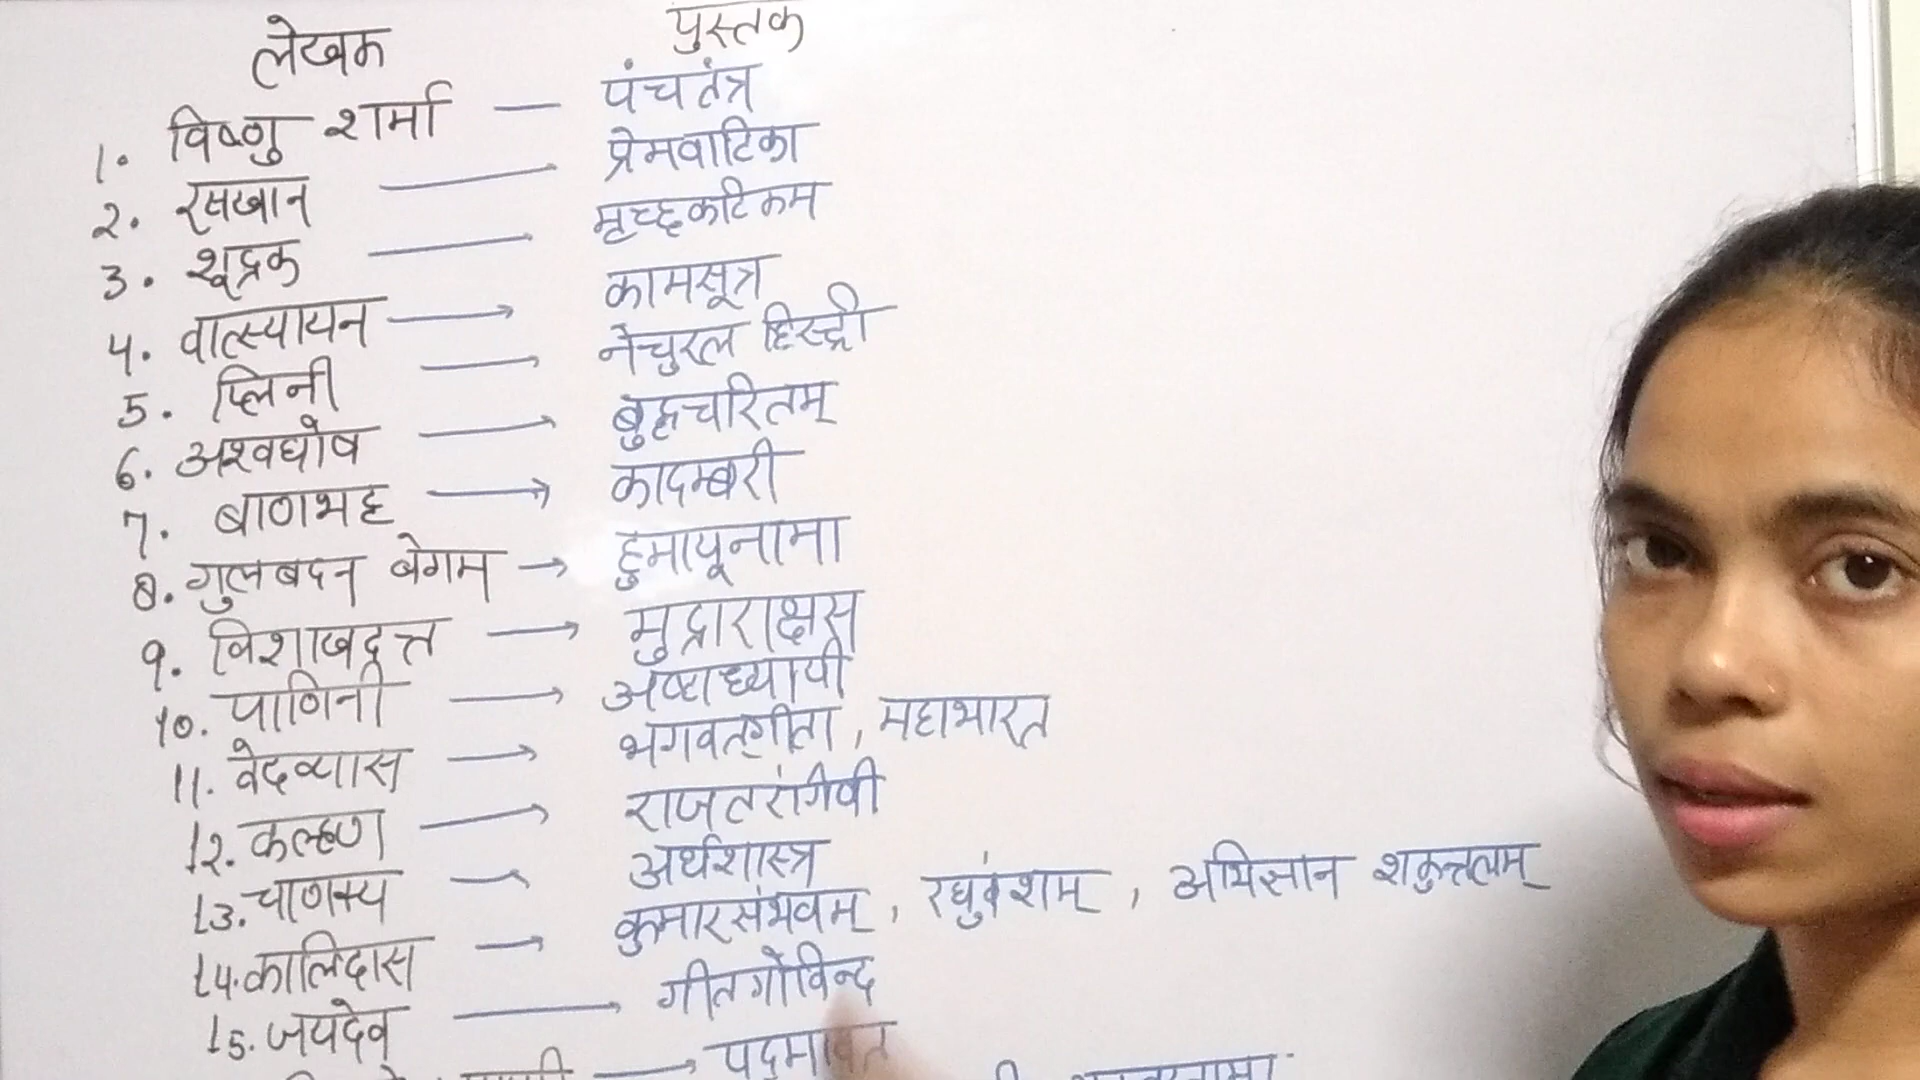 लेखक पुस्तक
1. विष्णु शर्मा — पंचतंत्र
2. रसखान — प्रेमवाटिका
3. शूद्रक — मृच्छकटिकम
4. वात्स्यायन → कामसूत्र
5. प्लिनी → नेचुरल हिस्ट्री
6. अश्वघोष → बुद्धचरितम्
7. बाणभट्ट → कादम्बरी
8. गुलबदन बेगम → हुमायूनामा
9. विशाखदत्त → मुद्राराक्षस
10. पाणिनी → अष्टाध्यायी
11. वेदव्यास → भगवत्गीता, महाभारत
12. कल्हण → राजतरंगिणी
13. चाणक्य — अर्थशास्त्र
14. कालिदास → कुमारसंभवम्, रघुवंशम्, अभिज्ञान शकुन्तलम्
15. जयदेव → गीतगोविन्द
→ पद्मावत